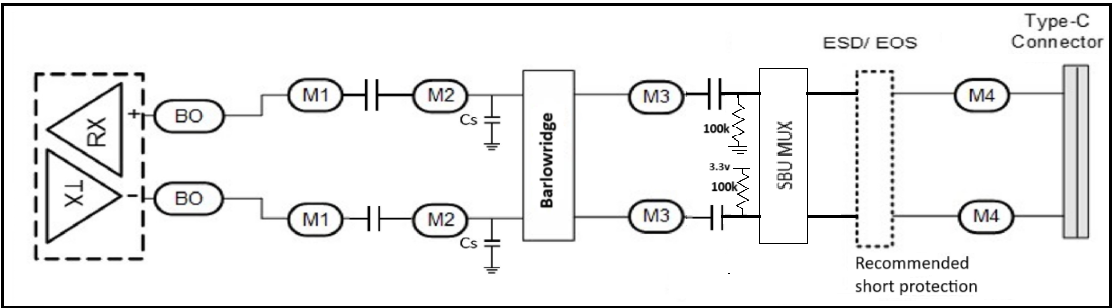 Type-C
Connector
ESD/ EOS
RX
TX
+
-
BO
M1
M2
Cs
Barlowridge
M3
100k
3.3v
100k
SBU MUX
M4
BO
M1
M2
Cs
M3
M4
Recommended
short protection